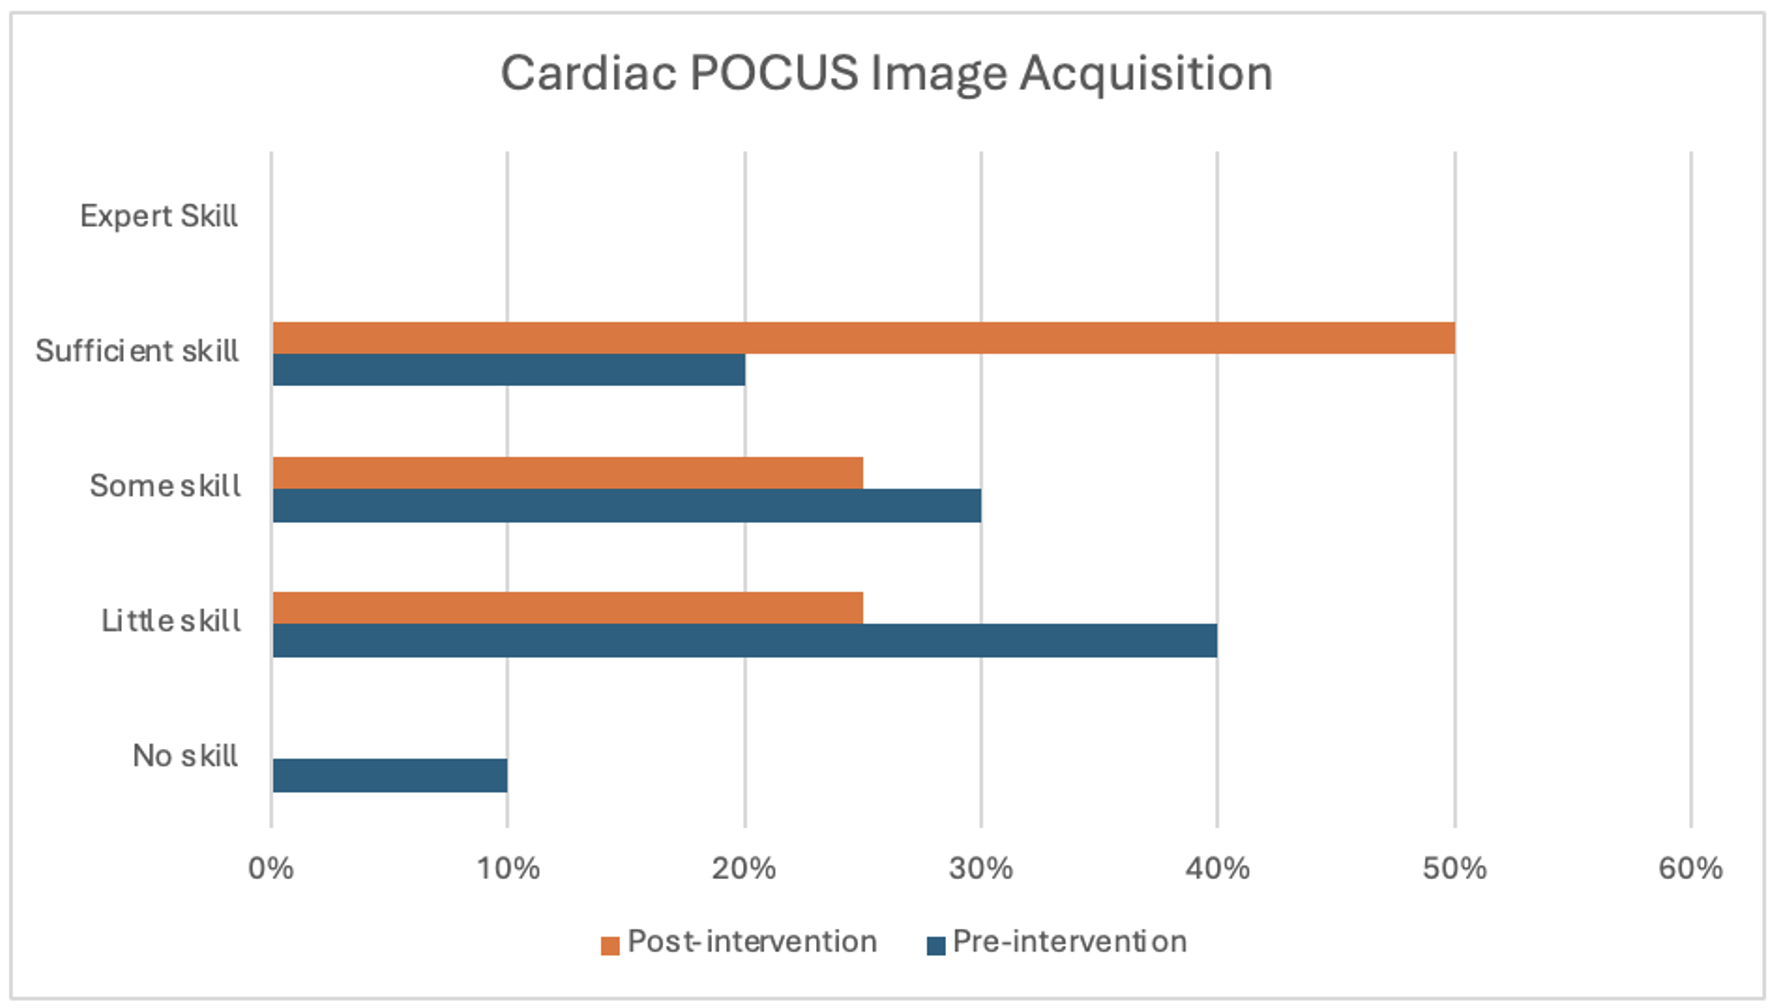 Cardiac POCUS Image Acquisition
Expert Skill
Sufficient skill
Some skill
Little skill
No skill
0% 10% 20% 30% 40% 50% 60%
Post-intervention Pre-intervention